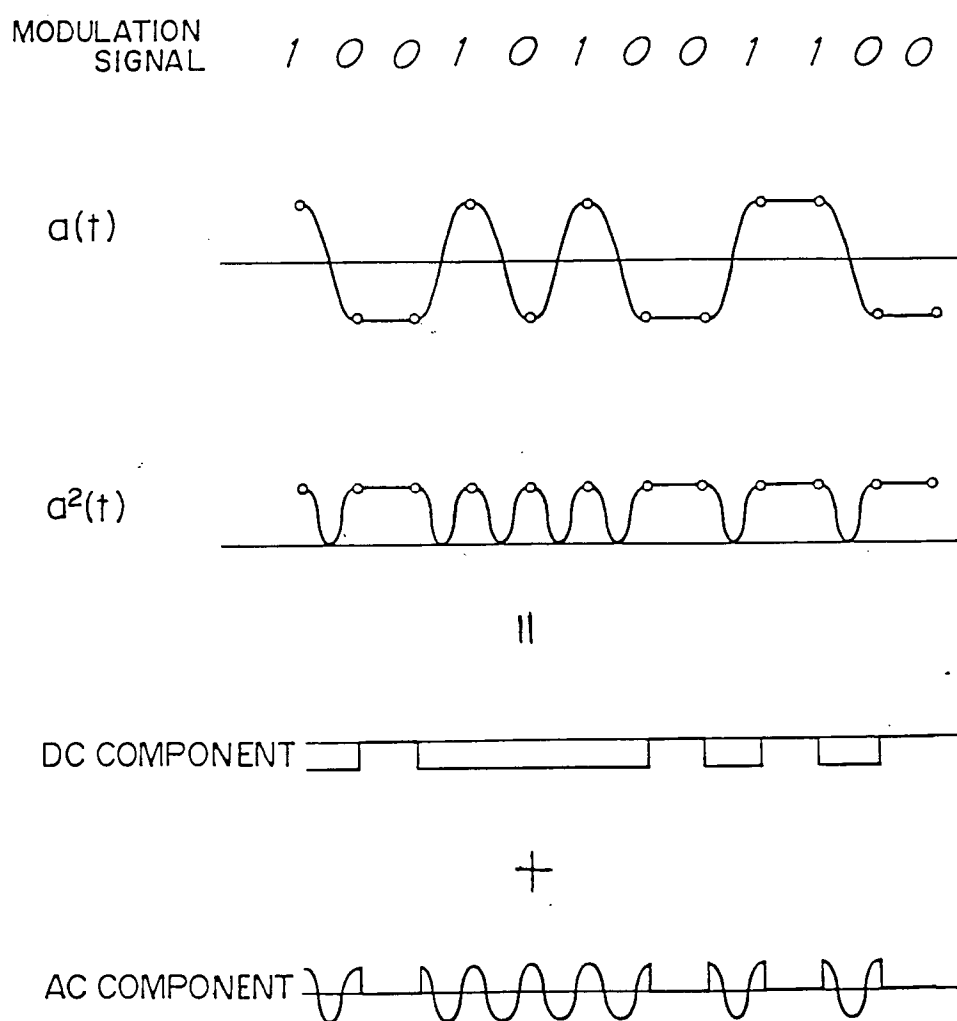 MODULATION
SIGNAL 1 0 0 1 0 1 0 0 1 1 0 0
a(t)
a²(t)
=
DC COMPONENT
+
AC COMPONENT